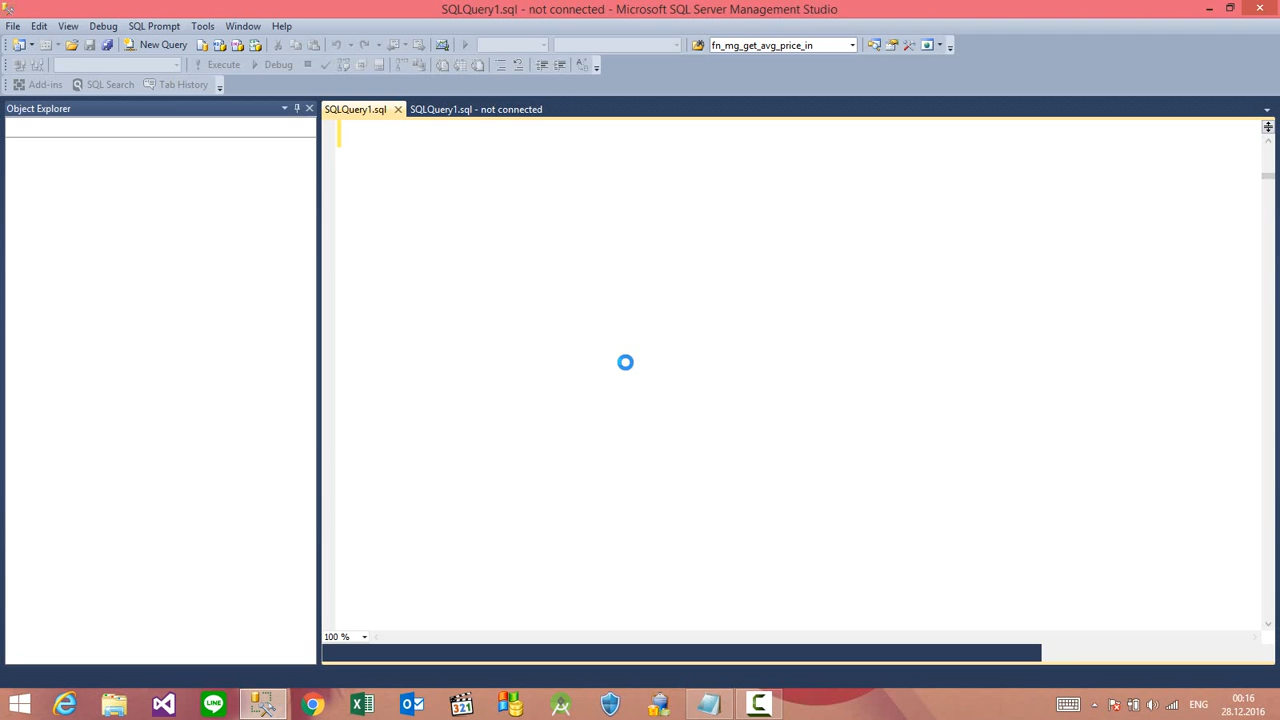 SQLQuery1.sql - not connected - Microsoft SQL Server Management Studio
File Edit View Debug SQL Prompt Tools Window Help
New Query fn_mg_get_avg_price_in
Execute Debug
Add-ins SQL Search Tab History
Object Explorer
SQLQuery1.sql SQLQuery1.sql - not connected
100 %
321
ENG
00:16
28.12.2016